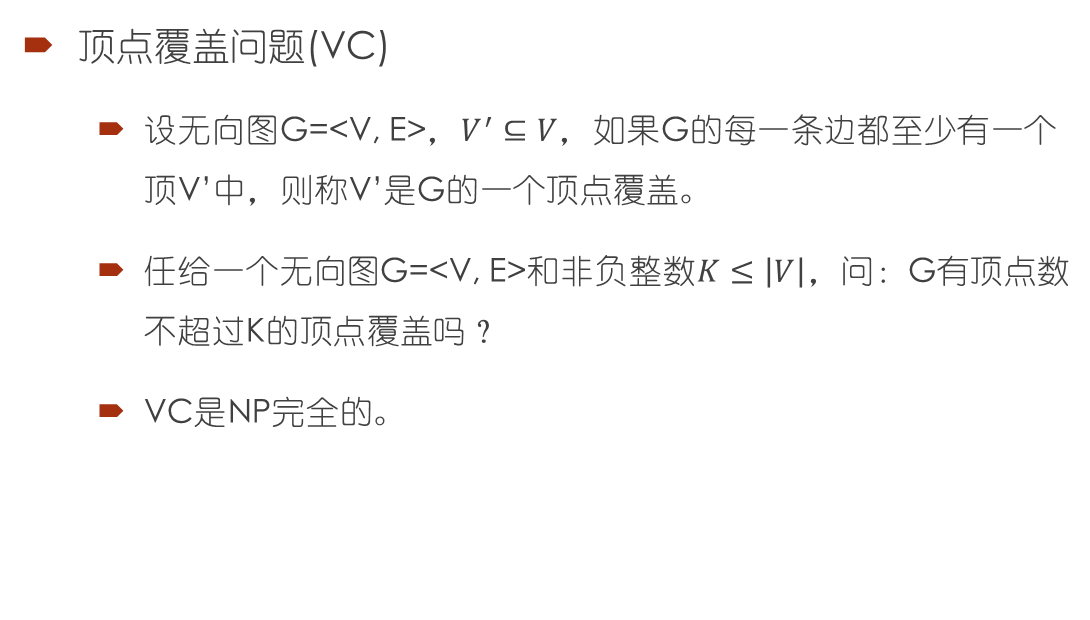 顶点覆盖问题(VC)
设无向图G=<V, E>，V′ ⊆ V，如果G的每一条边都至少有一个
顶V’中，则称V’是G的一个顶点覆盖。
任给一个无向图G=<V, E>和非负整数K ≤ |V|，问：G有顶点数
不超过K的顶点覆盖吗？
VC是NP完全的。